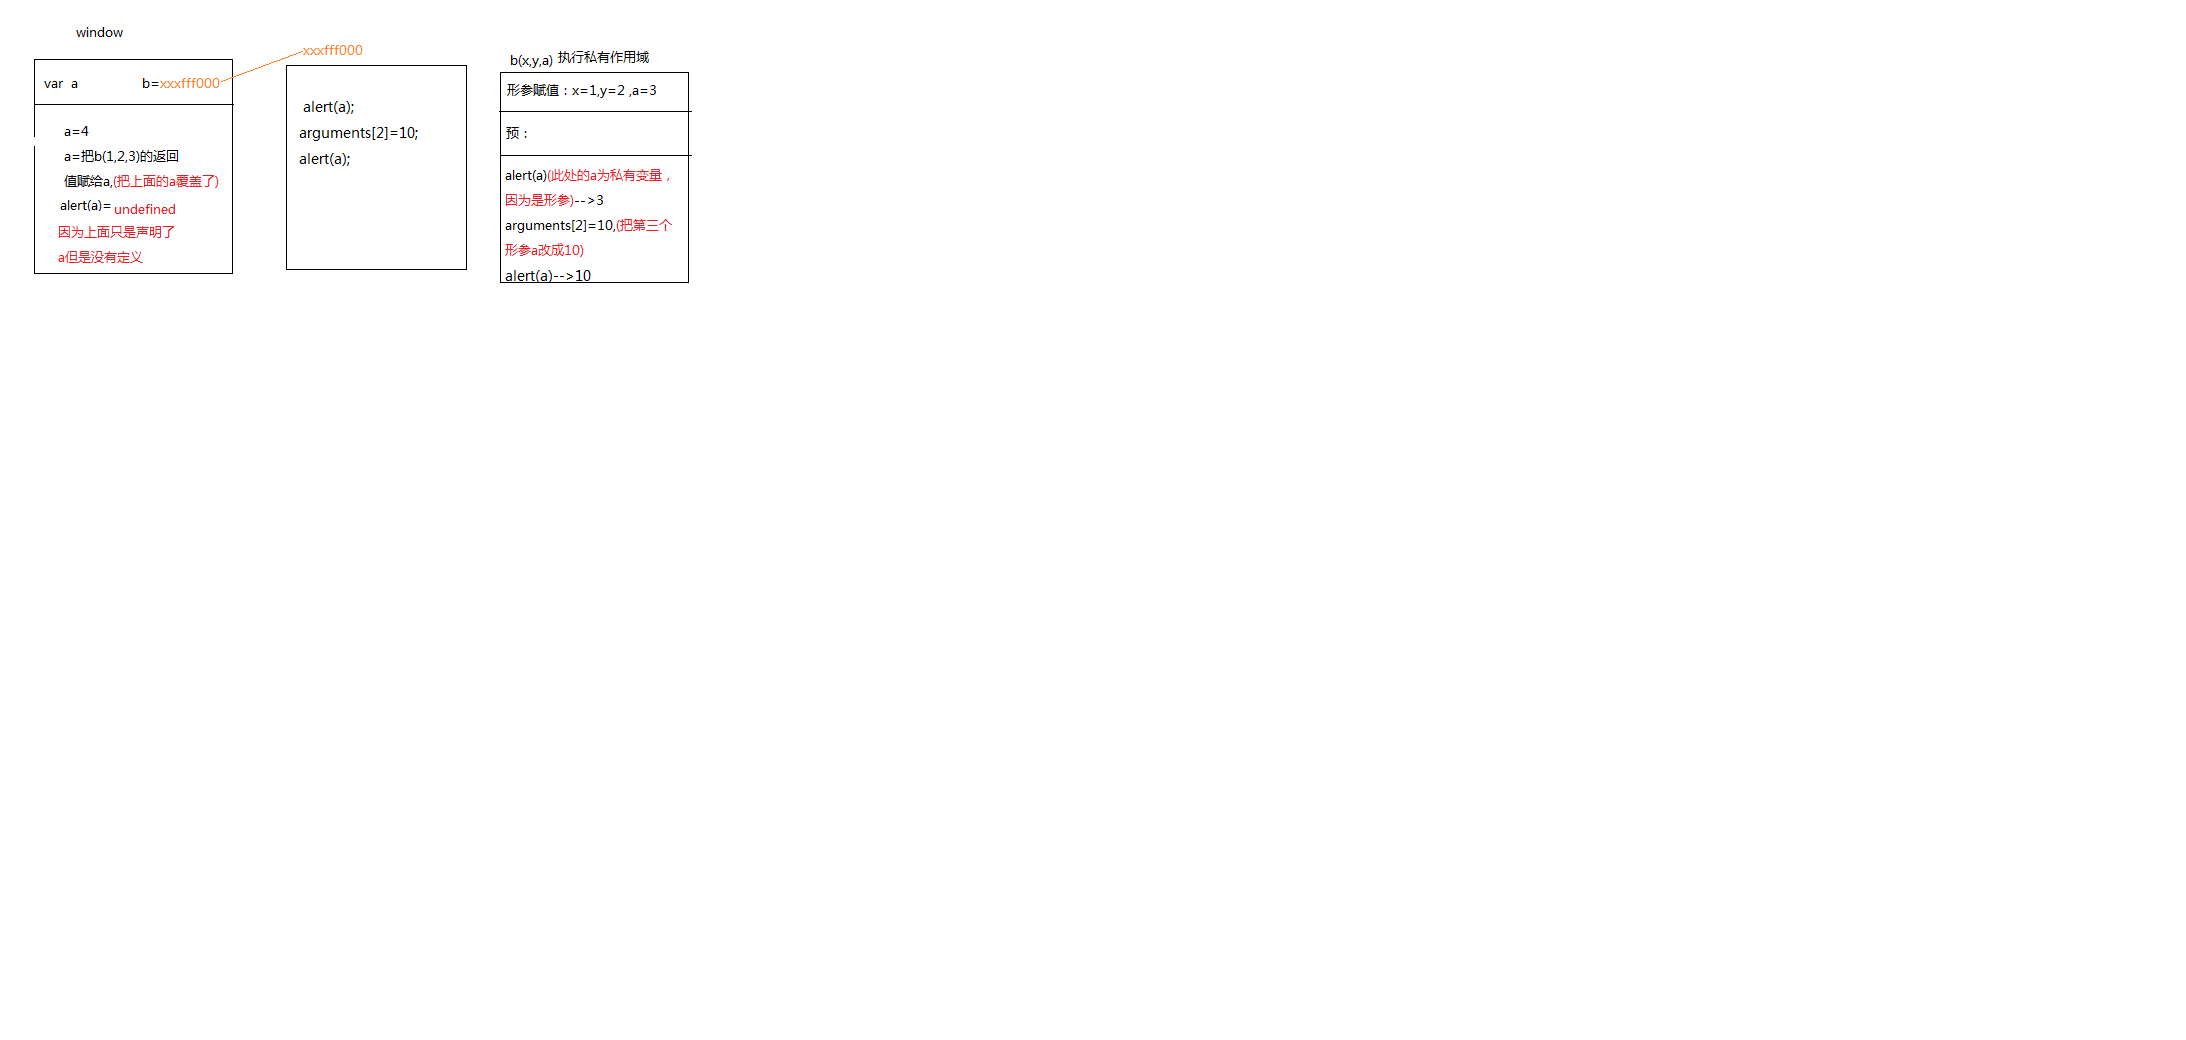 window
var  a
b=xxxfff000
a=4
a=把b(1,2,3)的返回
值赋给a,(把上面的a覆盖了)
alert(a)= undefined
因为上面只是声明了
a但是没有定义
xxxfff000
alert(a);
arguments[2]=10;
alert(a);
b(x,y,a) 执行私有作用域
形参赋值：x=1,y=2 ,a=3
预：
alert(a)(此处的a为私有变量，
因为是形参)-->3
arguments[2]=10,(把第三个
形参a改成10)
alert(a)-->10